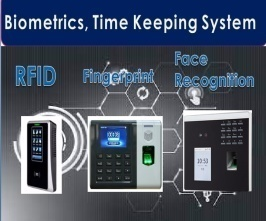 Biometrics, Time Keeping System
RFID
Fingerprint
Face
Recognition